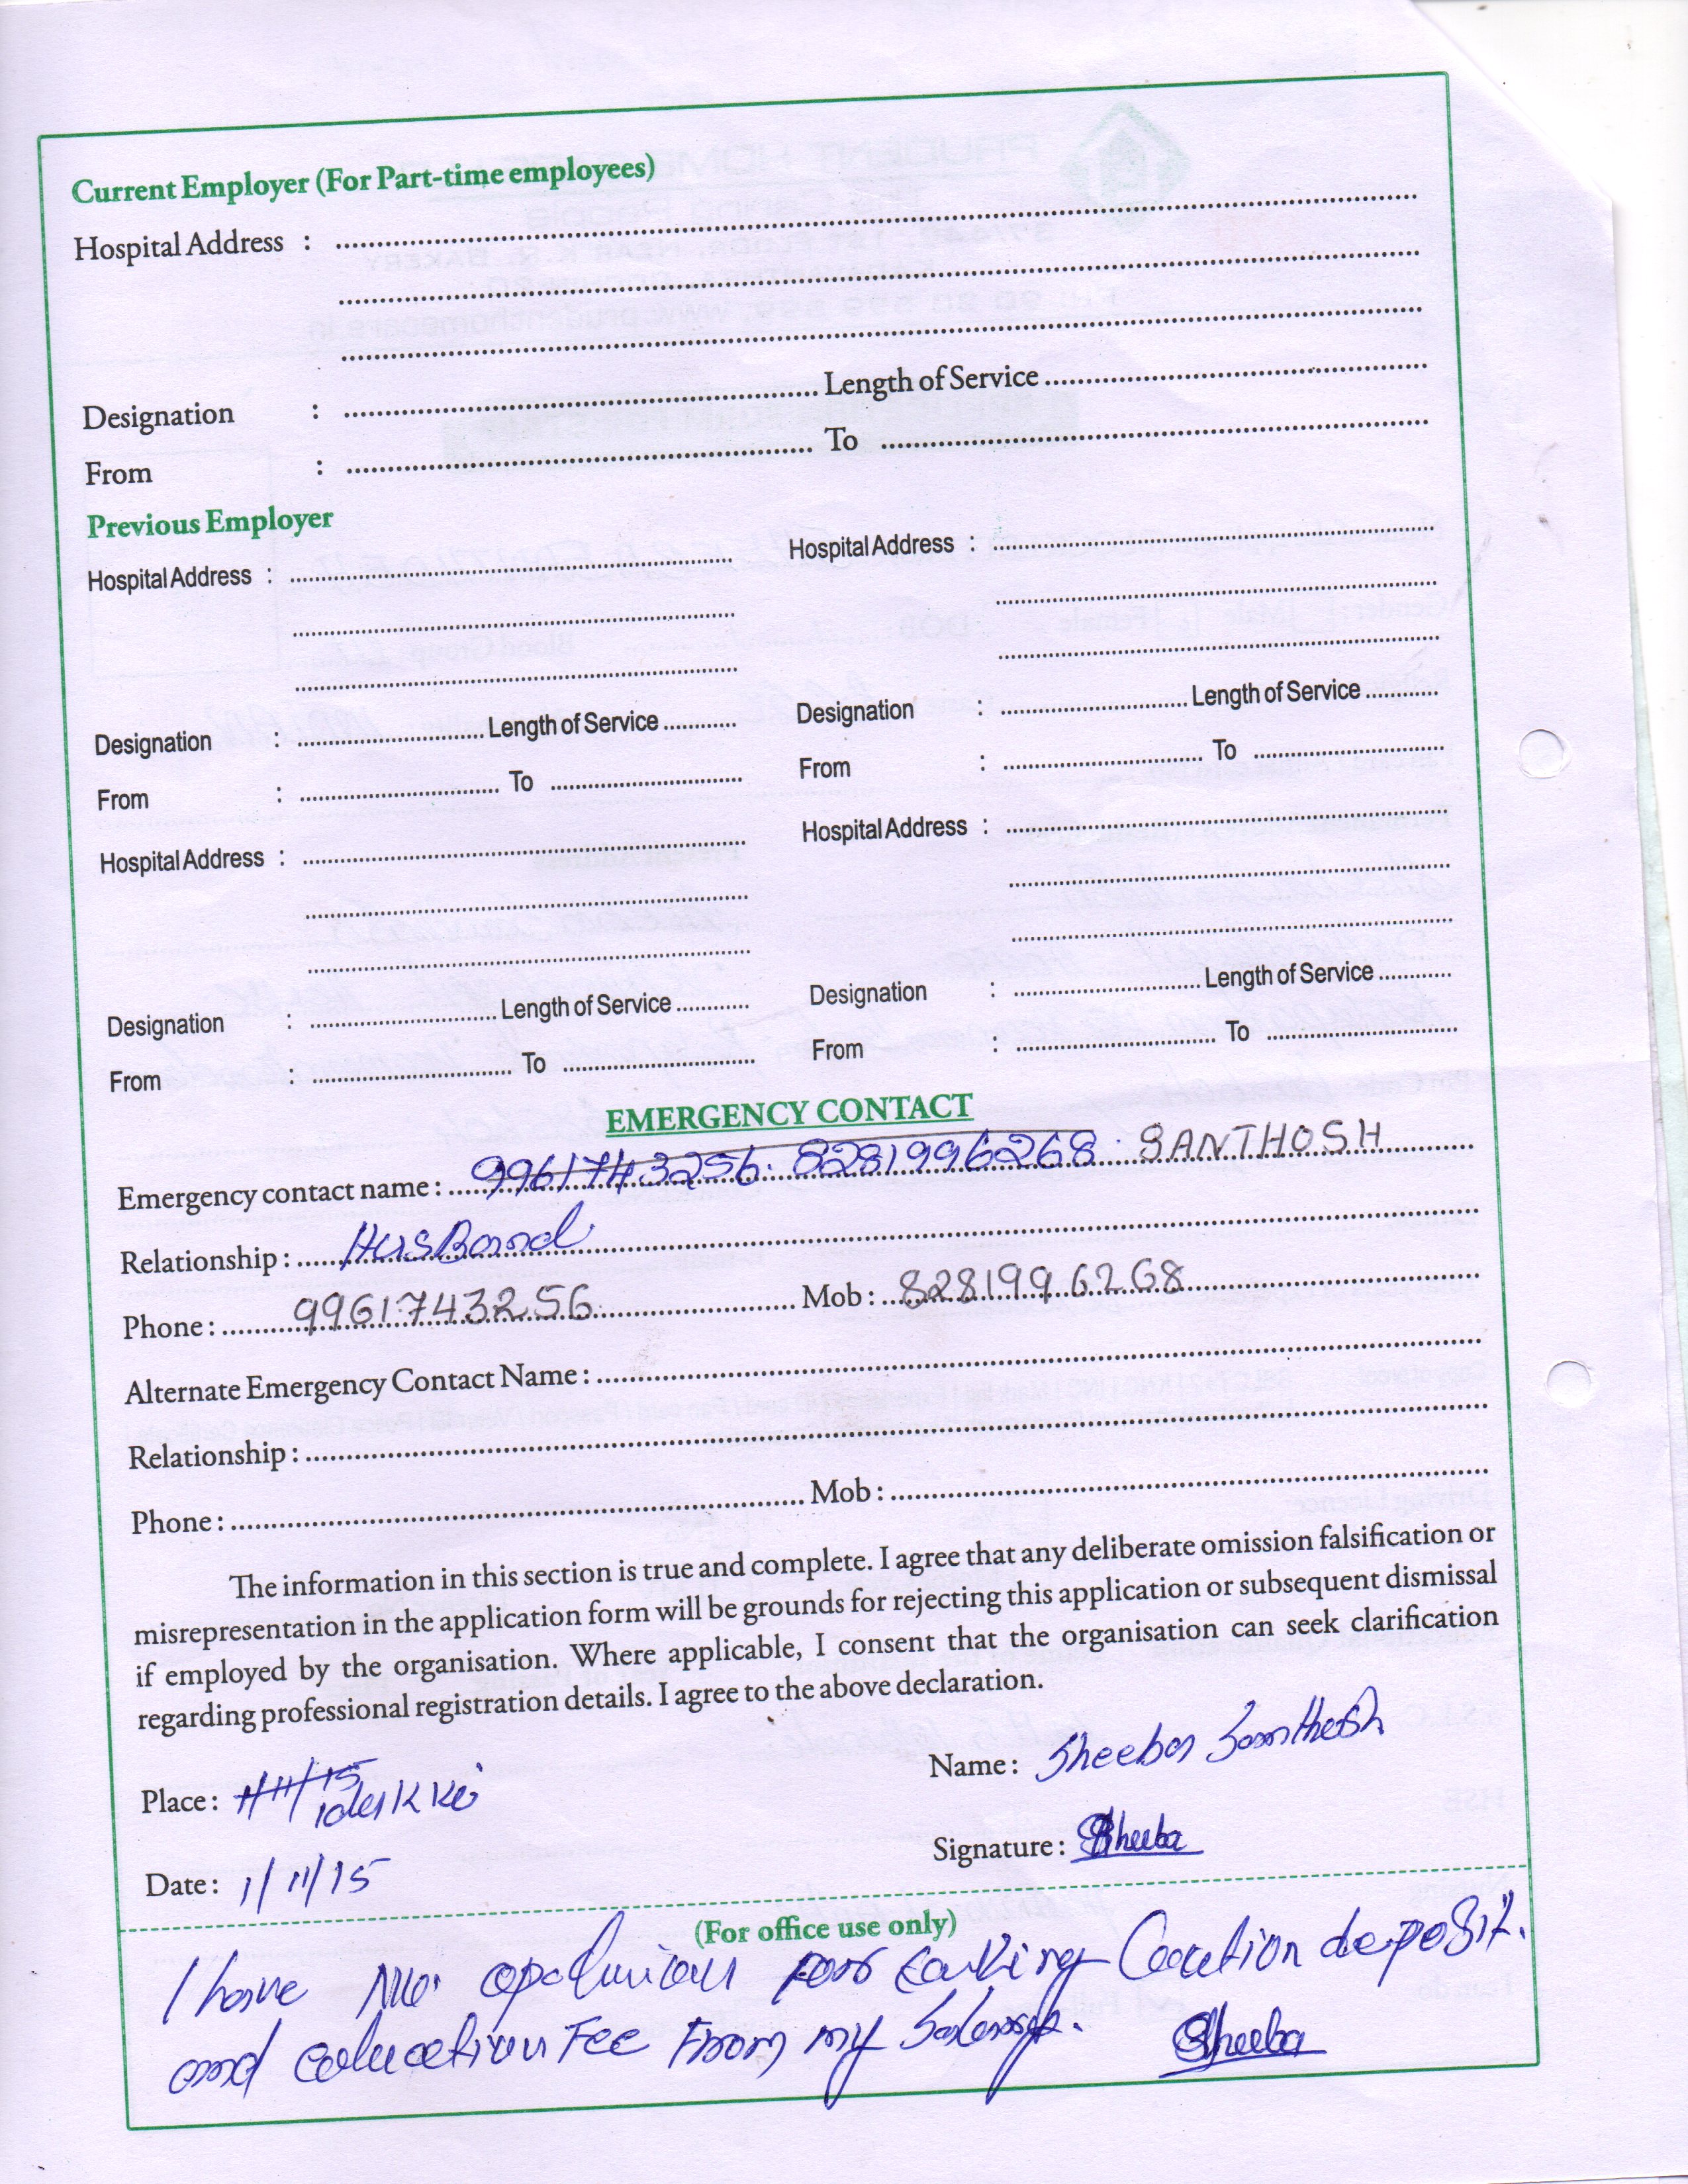 Current Employer (For Part-time employees)
Hospital Address :
Designation : Length of Service
From : To
Previous Employer
Hospital Address :
Designation : Length of Service
From : To
Hospital Address :
Designation : Length of Service
From : To
Hospital Address :
Designation : Length of Service
From : To
Hospital Address :
Designation : Length of Service
From : To
EMERGENCY CONTACT
Emergency contact name : 9961743256. 8281996268. SANTHOSH
Relationship : HusBand
Phone : 9961743256 Mob : 8281996268
Alternate Emergency Contact Name :
Relationship :
Phone : Mob :
The information in this section is true and complete. I agree that any deliberate omission falsification or
misrepresentation in the application form will be grounds for rejecting this application or subsequent dismissal
if employed by the organisation. Where applicable, I consent that the organisation can seek clarification
regarding professional registration details. I agree to the above declaration.
Name : Sheeba Santhosh
Place : idukki
Signature : Sheeba
Date : 1/11/15
(For office use only)
I have no for Caution deposit.
and education Fee From my Salary. Sheeba